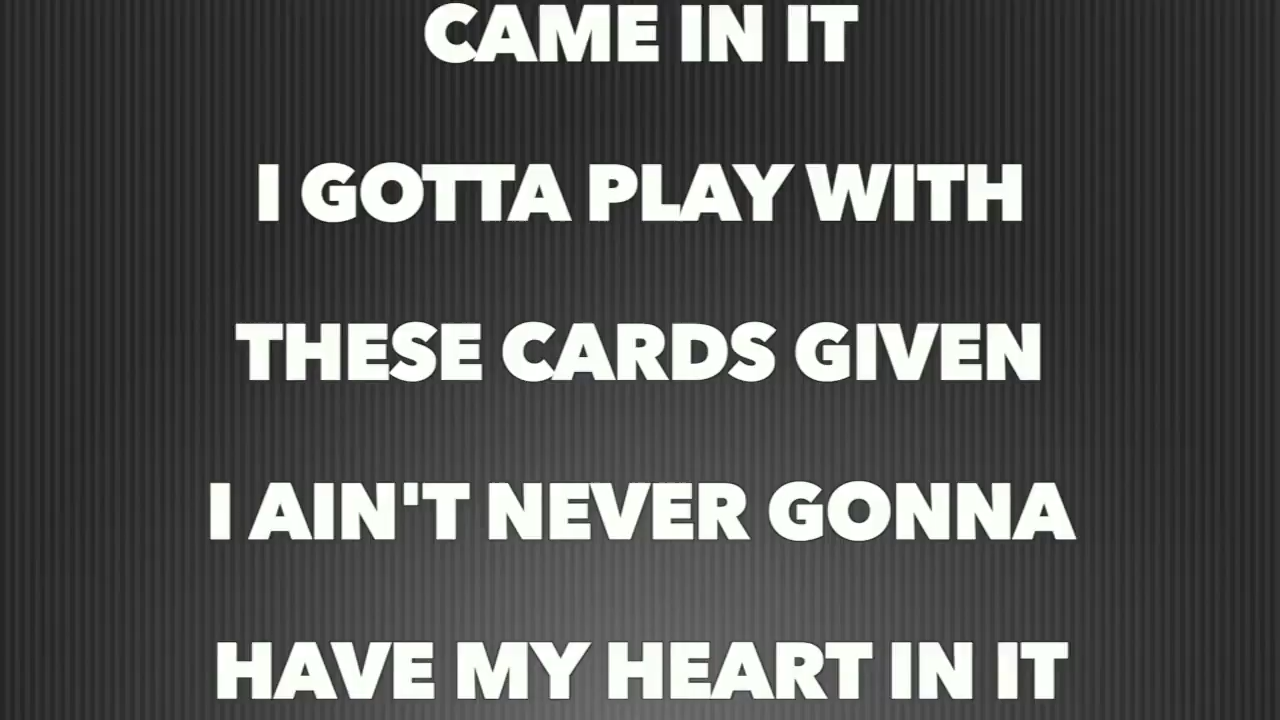 CAME IN IT
I GOTTA PLAY WITH
THESE CARDS GIVEN
I AIN'T NEVER GONNA
HAVE MY HEART IN IT